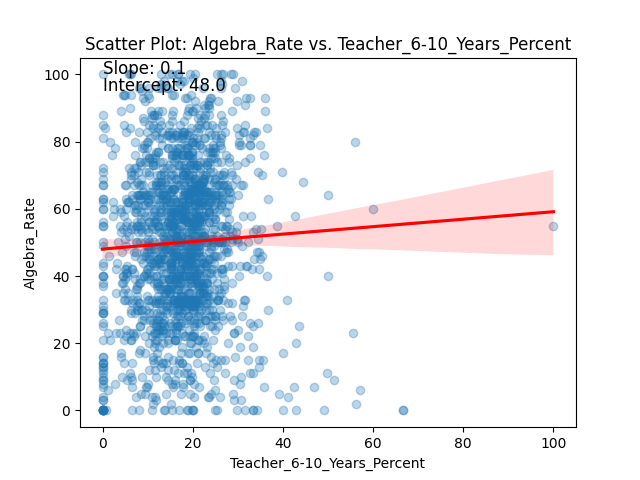 Scatter Plot: Algebra_Rate vs. Teacher_6-10_Years_Percent
Slope: 0.1
Intercept: 48.0
100
80
60
40
20
0
Algebra_Rate
0 20 40 60 80 100
Teacher_6-10_Years_Percent